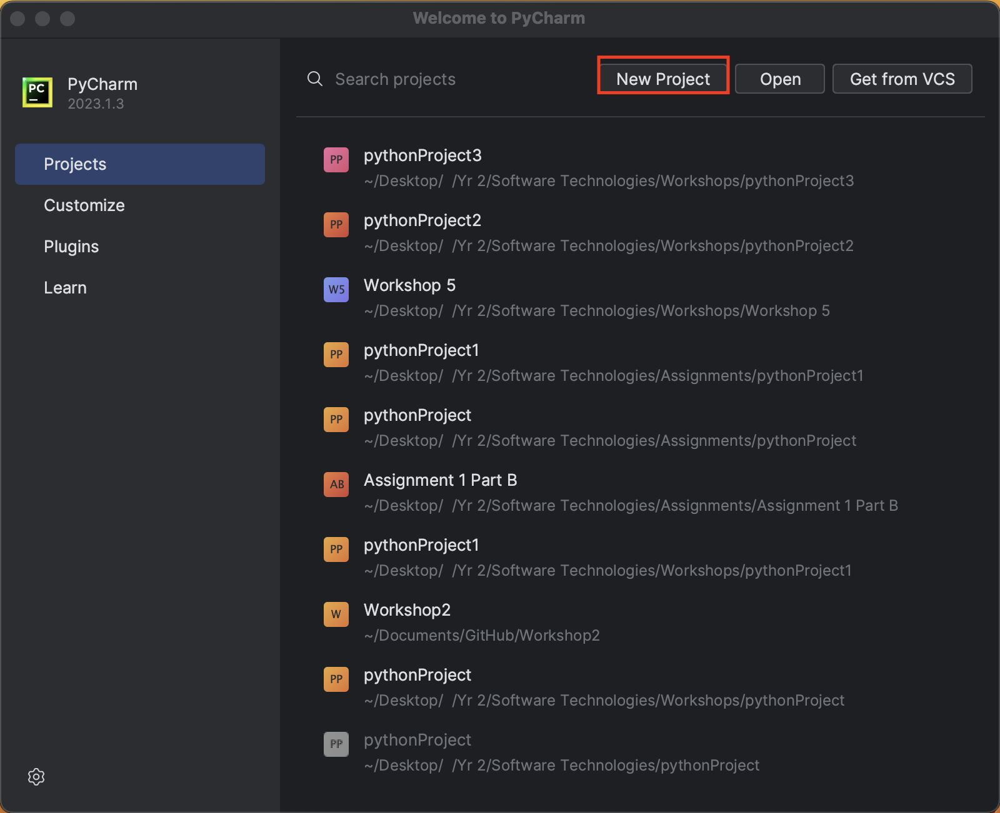 Welcome to PyCharm
PC
PyCharm
2023.1.3
Projects
Customize
Plugins
Learn
Search projects
New Project
Open
Get from VCS
PP
pythonProject3
~/Desktop/  /Yr 2/Software Technologies/Workshops/pythonProject3
PP
pythonProject2
~/Desktop/  /Yr 2/Software Technologies/Workshops/pythonProject2
W5
Workshop 5
~/Desktop/  /Yr 2/Software Technologies/Workshops/Workshop 5
PP
pythonProject1
~/Desktop/  /Yr 2/Software Technologies/Assignments/pythonProject1
PP
pythonProject
~/Desktop/  /Yr 2/Software Technologies/Assignments/pythonProject
AB
Assignment 1 Part B
~/Desktop/  /Yr 2/Software Technologies/Assignments/Assignment 1 Part B
PP
pythonProject1
~/Desktop/  /Yr 2/Software Technologies/Workshops/pythonProject1
W
Workshop2
~/Documents/GitHub/Workshop2
PP
pythonProject
~/Desktop/  /Yr 2/Software Technologies/Workshops/pythonProject
PP
pythonProject
~/Desktop/  /Yr 2/Software Technologies/pythonProject